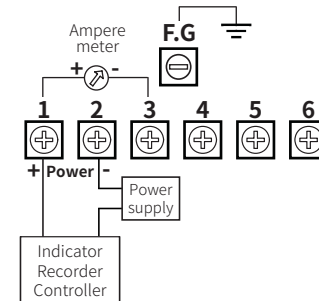 Ampere
meter
F.G
+ -
1 2 3 4 5 6
+ Power -
Power
supply
Indicator
Recorder
Controller